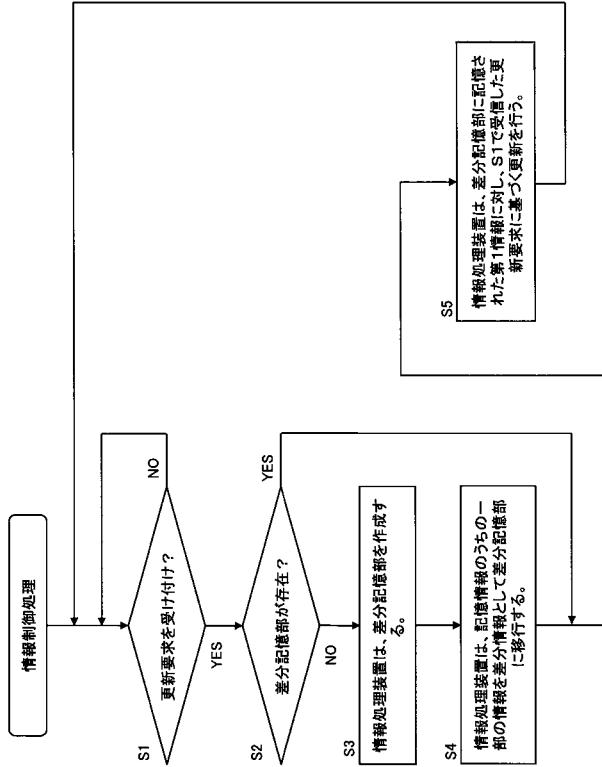 情報制御処理
S1
更新要求を受け付け?
NO
YES
S2
差分記憶部が存在?
YES
NO
S3
情報処理装置は、差分記憶部を作成す
る。
S4
情報処理装置は、記憶情報のうちの一
部の情報を差分情報として差分記憶部
に移行する。
S5
情報処理装置は、差分記憶部に記憶さ
れた第1情報に対し、S1で受信した更
新要求に基づく更新を行う。